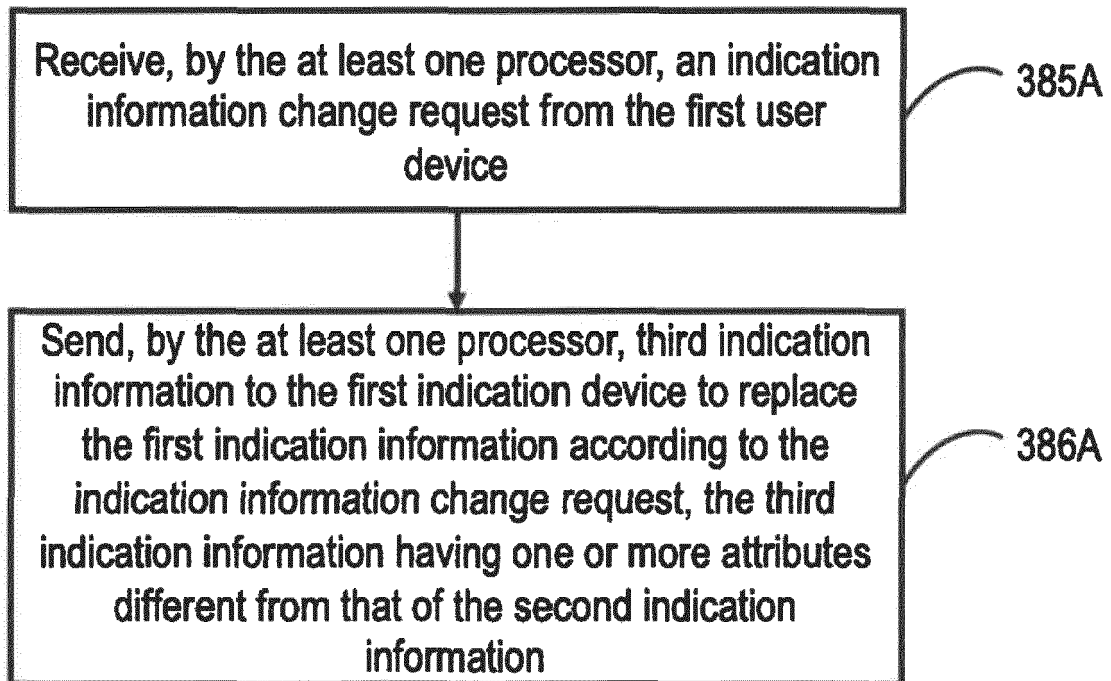 Receive, by the at least one processor, an indication
information change request from the first user
device
385A
Send, by the at least one processor, third indication
information to the first indication device to replace
the first indication information according to the
indication information change request, the third
indication information having one or more attributes
different from that of the second indication
information
386A